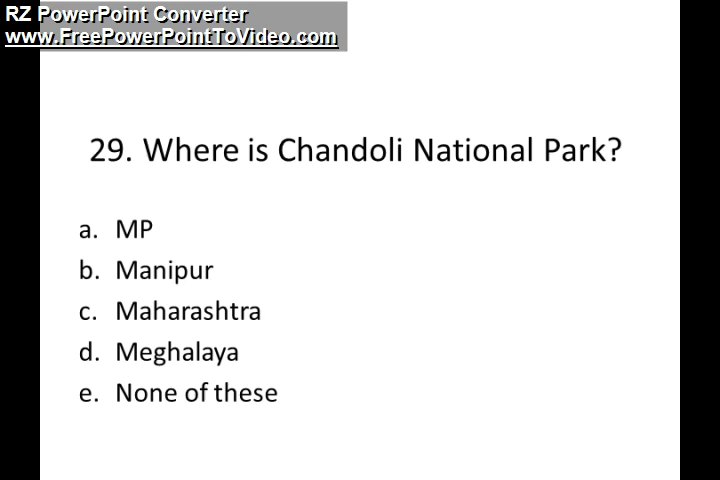 RZ PowerPoint Converter
www.FreePowerPointToVideo.com
29. Where is Chandoli National Park?
a. MP
b. Manipur
c. Maharashtra
d. Meghalaya
e. None of these